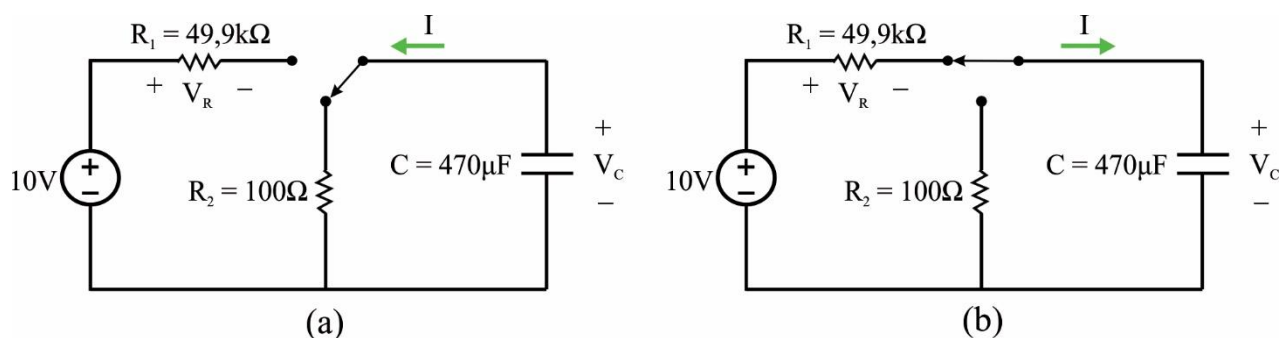 I
R₁ = 49,9kΩ
+ V_R −
10V
+
−
R₂ = 100Ω
C = 470μF
+
V_C
−
(a)
I
R₁ = 49,9kΩ
+ V_R −
10V
+
−
R₂ = 100Ω
C = 470μF
+
V_C
−
(b)